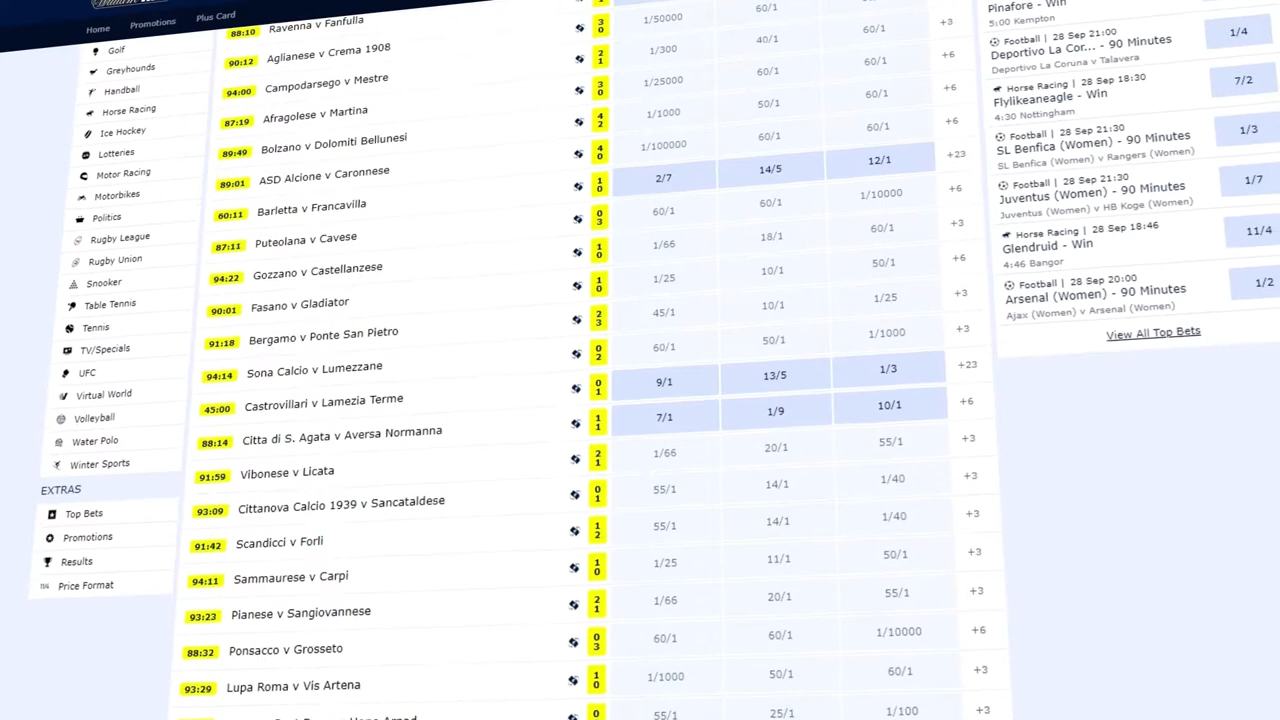 Home Promotions Plus Card
Golf
Greyhounds
Handball
Horse Racing
Ice Hockey
Lotteries
Motor Racing
Motorbikes
Politics
Rugby League
Rugby Union
Snooker
Table Tennis
Tennis
TV/Specials
UFC
Virtual World
Volleyball
Water Polo
Winter Sports
EXTRAS
Top Bets
Promotions
Results
Price Format
88:10 Ravenna v Fanfulla
90:12 Aglianese v Crema 1908 3 0 1/50000 60/1
94:00 Campodarsego v Mestre 2 1 1/300 40/1 60/1 +3
87:19 Afragolese v Martina 3 0 1/25000 60/1 60/1 +6
89:49 Bolzano v Dolomiti Bellunesi 4 2 1/1000 50/1 60/1 +6
89:01 ASD Alcione v Caronnese 4 0 1/100000 60/1 60/1 +6
60:11 Barletta v Francavilla 1 0 2/7 14/5 12/1 +23
87:11 Puteolana v Cavese 0 3 60/1 60/1 1/10000 +6
94:22 Gozzano v Castellanzese 1 0 1/66 18/1 60/1 +3
90:01 Fasano v Gladiator 1 0 1/25 10/1 50/1 +6
91:18 Bergamo v Ponte San Pietro 2 3 45/1 10/1 1/25 +3
94:14 Sona Calcio v Lumezzane 0 2 60/1 50/1 1/1000 +3
45:00 Castrovillari v Lamezia Terme 0 1 9/1 13/5 1/3 +23
88:14 Citta di S. Agata v Aversa Normanna 1 1 7/1 1/9 10/1 +6
91:59 Vibonese v Licata 2 1 1/66 20/1 55/1 +3
93:09 Cittanova Calcio 1939 v Sancataldese 0 1 55/1 14/1 1/40 +3
91:42 Scandicci v Forli 1 2 55/1 14/1 1/40 +3
94:11 Sammaurese v Carpi 1 0 1/25 11/1 50/1 +3
93:23 Pianese v Sangiovannese 2 1 1/66 20/1 55/1 +3
88:32 Ponsacco v Grosseto 0 3 60/1 60/1 1/10000 +6
93:29 Lupa Roma v Vis Artena 1 0 1/1000 50/1 60/1 +3
0 55/1 25/1 1/100 +3
Pinafore - Win
5:00 Kempton
Football | 28 Sep 21:00
Deportivo La Cor... - 90 Minutes 1/4
Deportivo La Coruna v Talavera
Horse Racing | 28 Sep 18:30
Flylikeaneagle - Win 7/2
4:30 Nottingham
Football | 28 Sep 21:30
SL Benfica (Women) - 90 Minutes 1/3
SL Benfica (Women) v Rangers (Women)
Football | 28 Sep 21:30
Juventus (Women) - 90 Minutes 1/7
Juventus (Women) v HB Koge (Women)
Horse Racing | 28 Sep 18:46
Glendruid - Win 11/4
4:46 Bangor
Football | 28 Sep 20:00
Arsenal (Women) - 90 Minutes 1/2
Ajax (Women) v Arsenal (Women)
View All Top Bets